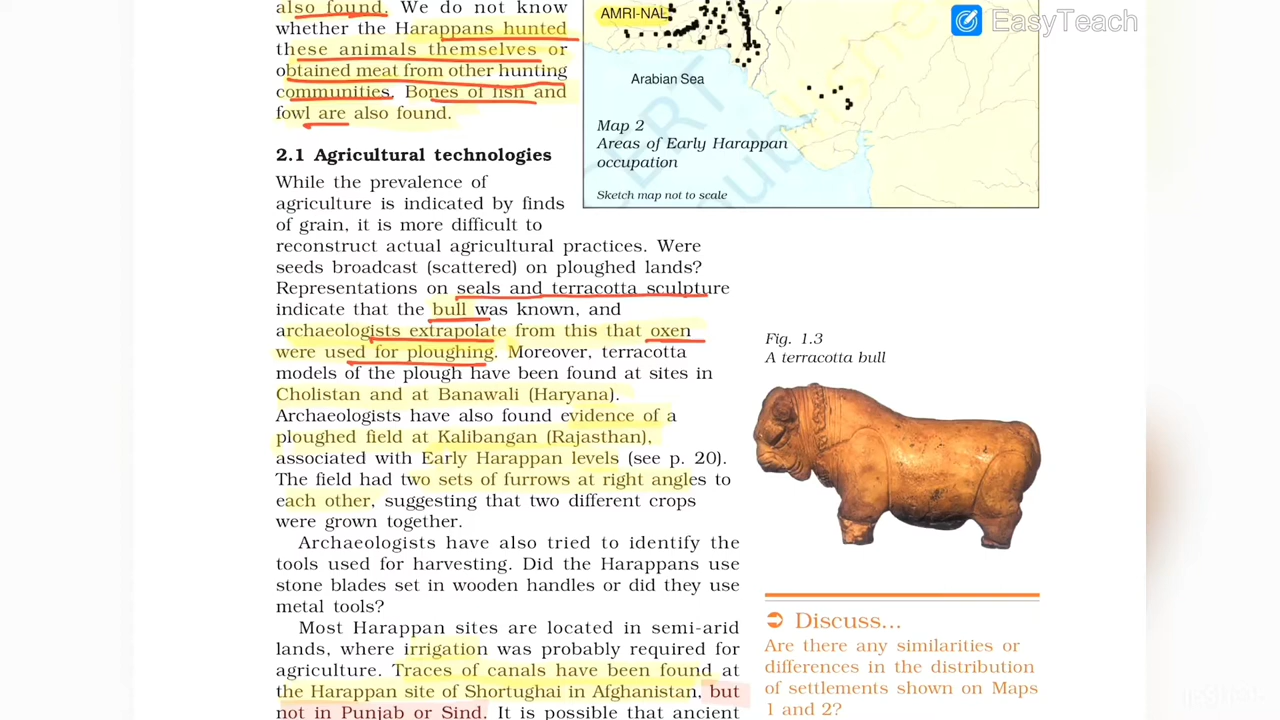 also found. We do not know
whether the Harappans hunted
these animals themselves or
obtained meat from other hunting
communities. Bones of fish and
fowl are also found.
2.1 Agricultural technologies
While the prevalence of
agriculture is indicated by finds
of grain, it is more difficult to
reconstruct actual agricultural practices. Were
seeds broadcast (scattered) on ploughed lands?
Representations on seals and terracotta sculpture
indicate that the bull was known, and
archaeologists extrapolate from this that oxen
were used for ploughing. Moreover, terracotta
models of the plough have been found at sites in
Cholistan and at Banawali (Haryana).
Archaeologists have also found evidence of a
ploughed field at Kalibangan (Rajasthan),
associated with Early Harappan levels (see p. 20).
The field had two sets of furrows at right angles to
each other, suggesting that two different crops
were grown together.
Archaeologists have also tried to identify the
tools used for harvesting. Did the Harappans use
stone blades set in wooden handles or did they use
metal tools?
Most Harappan sites are located in semi-arid
lands, where irrigation was probably required for
agriculture. Traces of canals have been found at
the Harappan site of Shortughai in Afghanistan, but
not in Punjab or Sind. It is possible that ancient
AMRI-NAL
EasyTeach
Arabian Sea
Map 2
Areas of Early Harappan
occupation
Sketch map not to scale
Fig. 1.3
A terracotta bull
Discuss...
Are there any similarities or
differences in the distribution
of settlements shown on Maps
1 and 2?